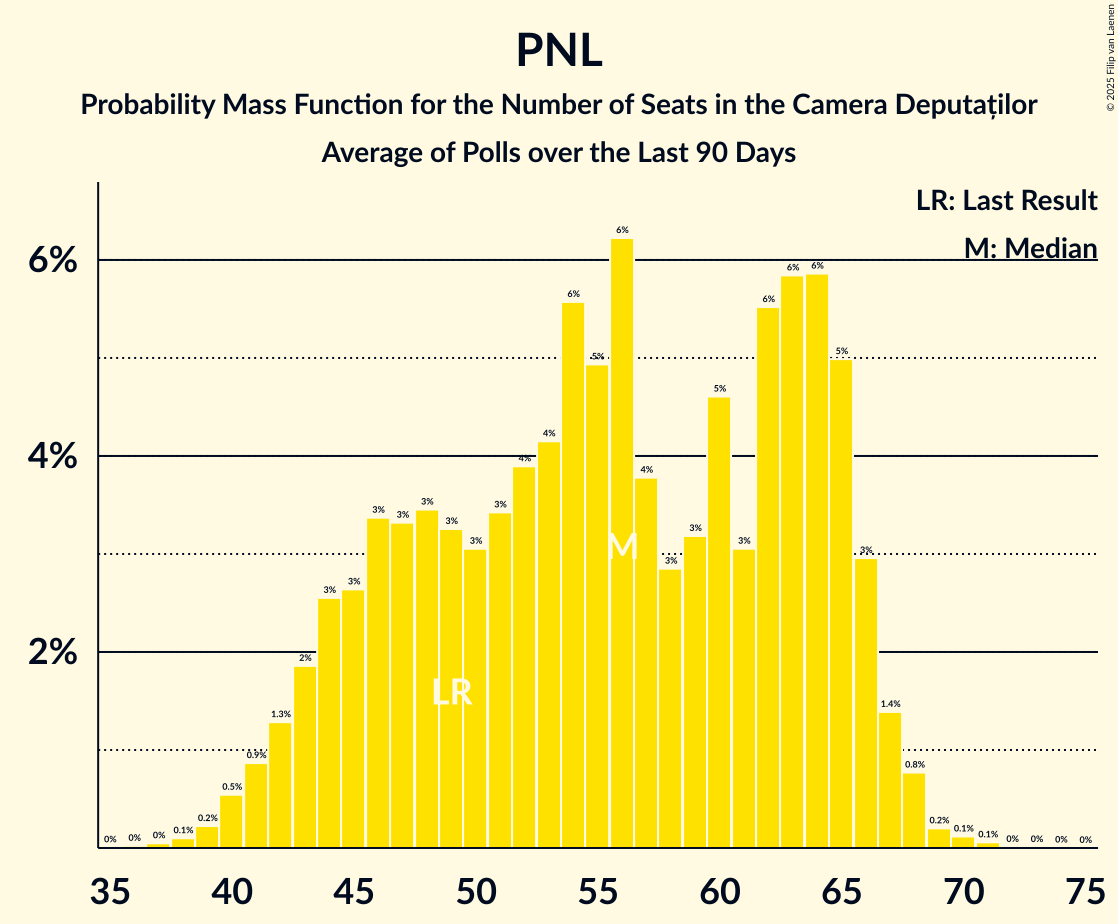 PNL
Probability Mass Function for the Number of Seats in the Camera Deputaților
Average of Polls over the Last 90 Days
© 2025 Filip van Laenen
LR: Last Result
M: Median
6%
4%
2%
0% 0% 0% 0.1% 0.2% 0.5% 0.9% 1.3% 2% 3% 3% 3% 3% 3% 3% 3% 3% 4% 4% 6% 5% 6% 4% 3% 3% 5% 3% 6% 6% 6% 5% 3% 1.4% 0.8% 0.2% 0.1% 0.1% 0% 0% 0% 0%
M
LR
35 40 45 50 55 60 65 70 75